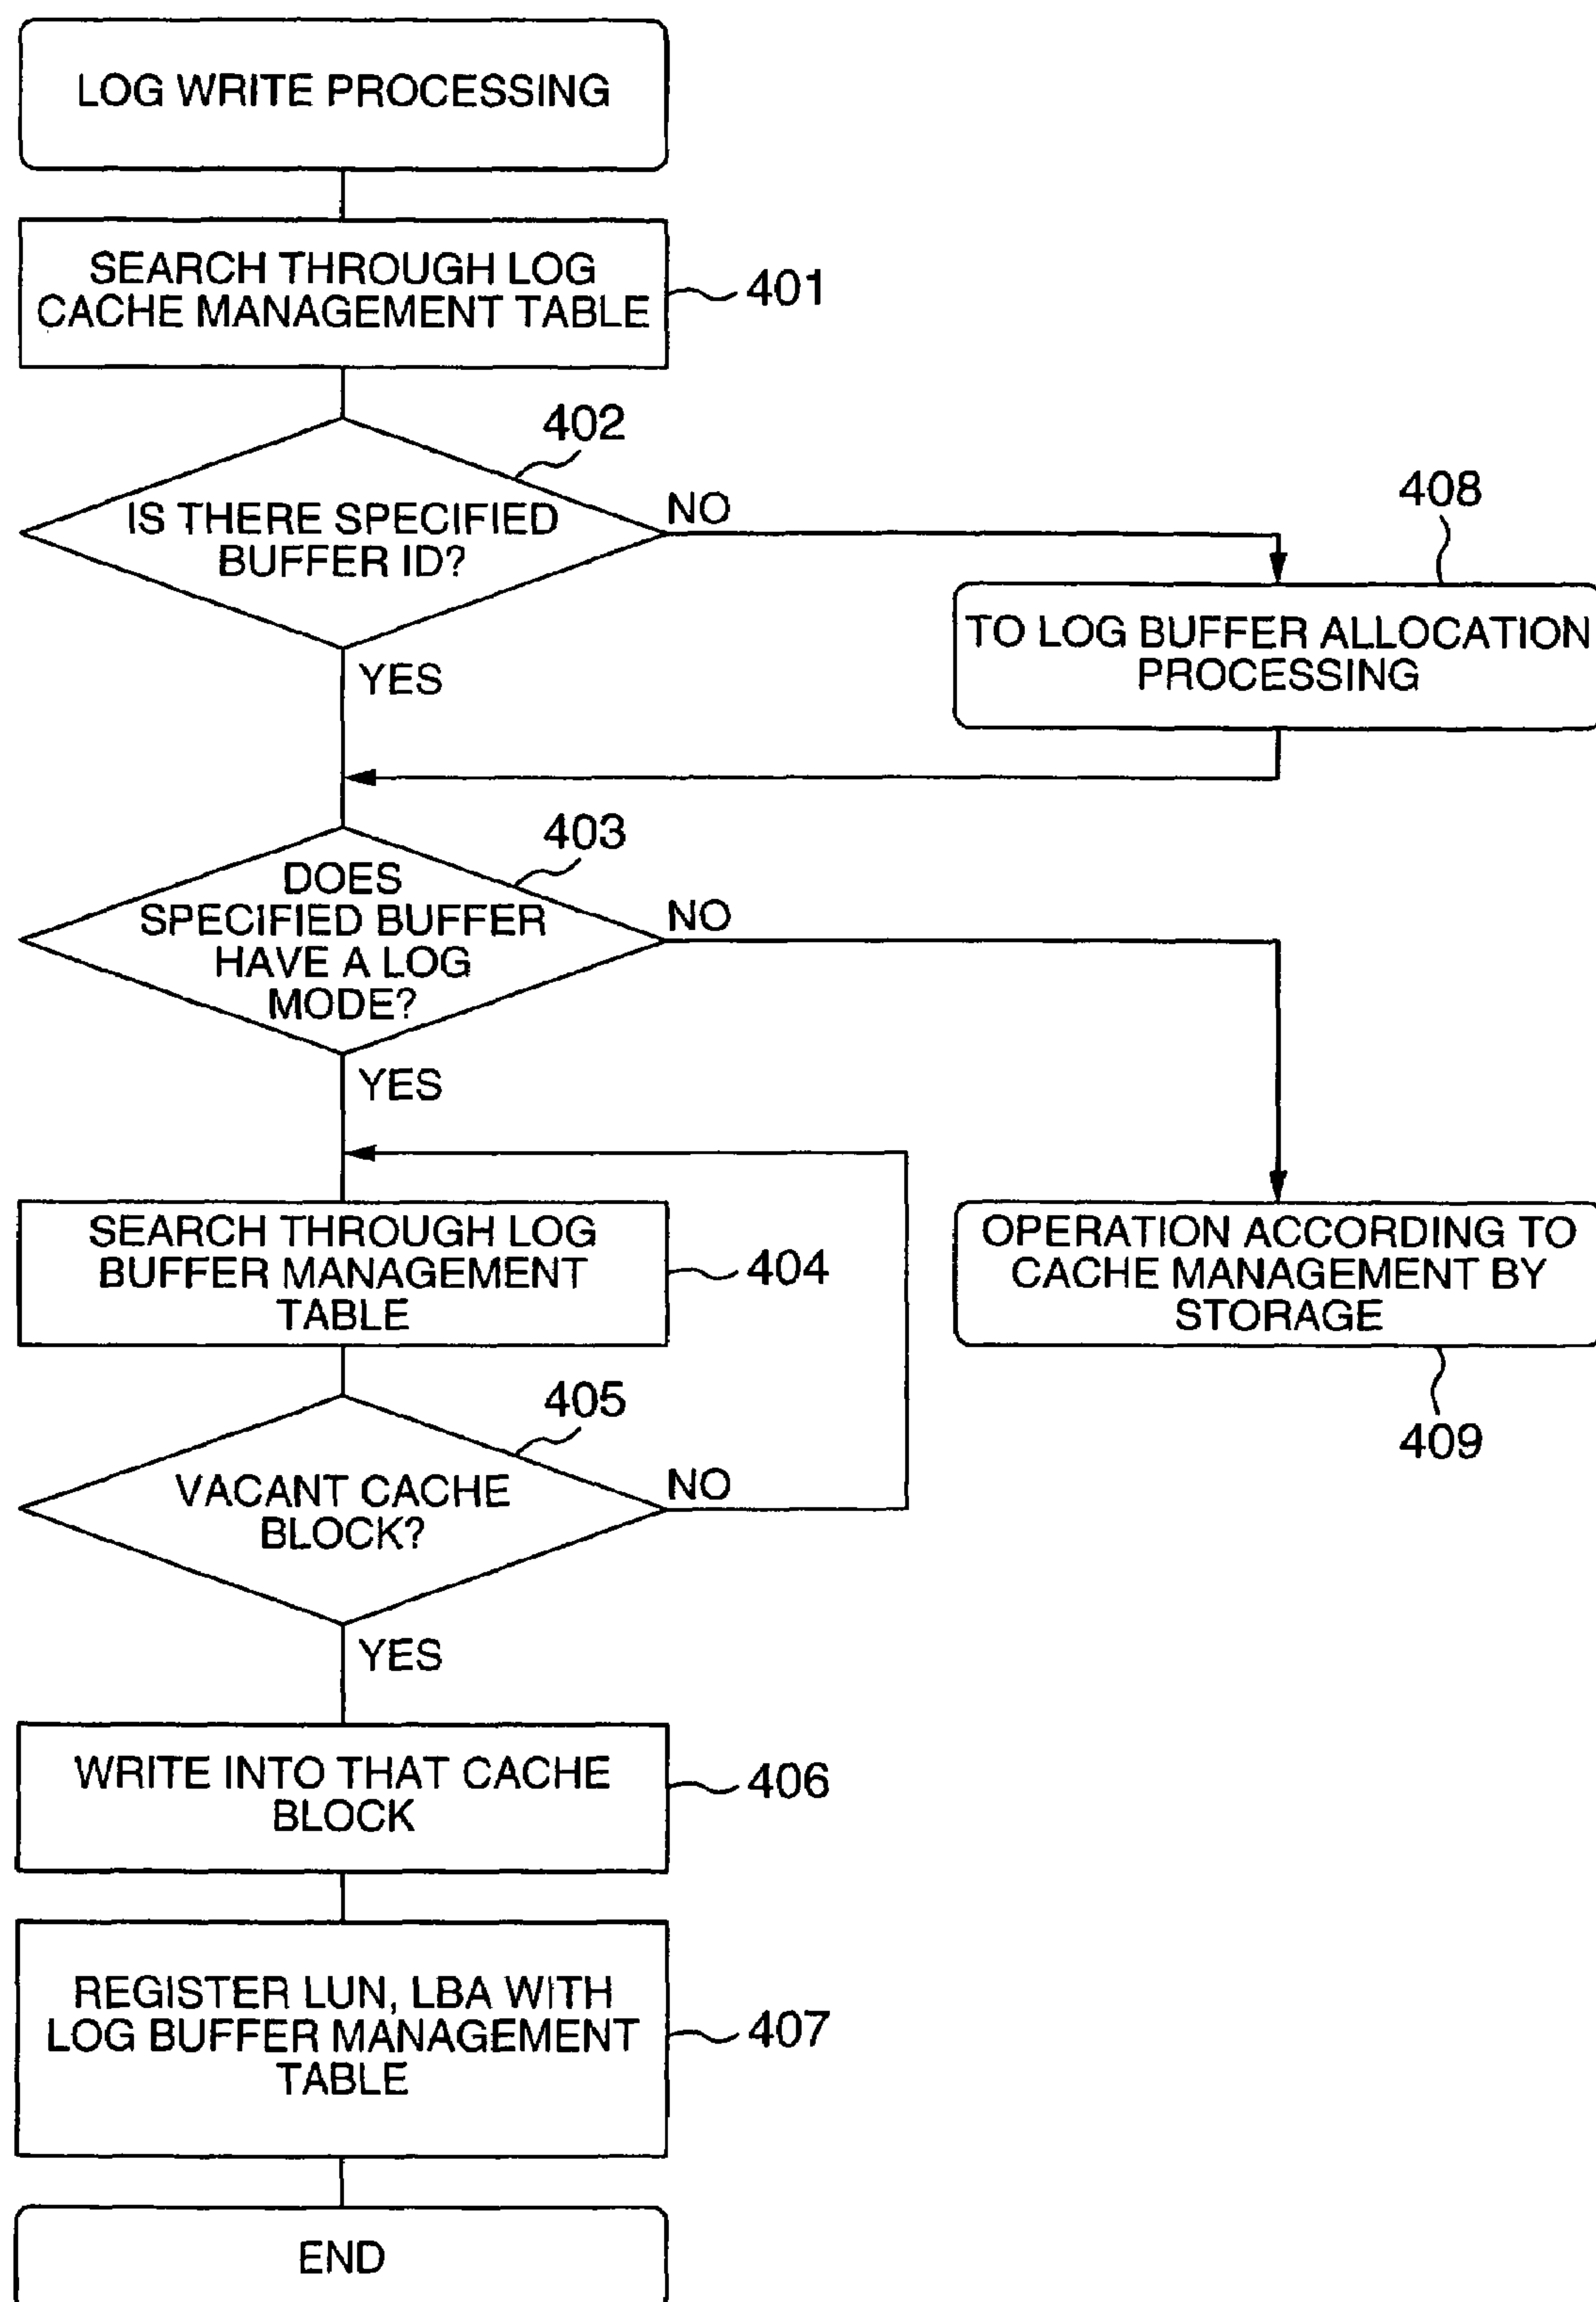 LOG WRITE PROCESSING
SEARCH THROUGH LOG
CACHE MANAGEMENT TABLE
401
402
IS THERE SPECIFIED
BUFFER ID?
NO
YES
408
TO LOG BUFFER ALLOCATION
PROCESSING
403
DOES
SPECIFIED BUFFER
HAVE A LOG
MODE?
NO
YES
SEARCH THROUGH LOG
BUFFER MANAGEMENT
TABLE
404
OPERATION ACCORDING TO
CACHE MANAGEMENT BY
STORAGE
409
405
VACANT CACHE
BLOCK?
NO
YES
WRITE INTO THAT CACHE
BLOCK
406
REGISTER LUN, LBA WITH
LOG BUFFER MANAGEMENT
TABLE
407
END